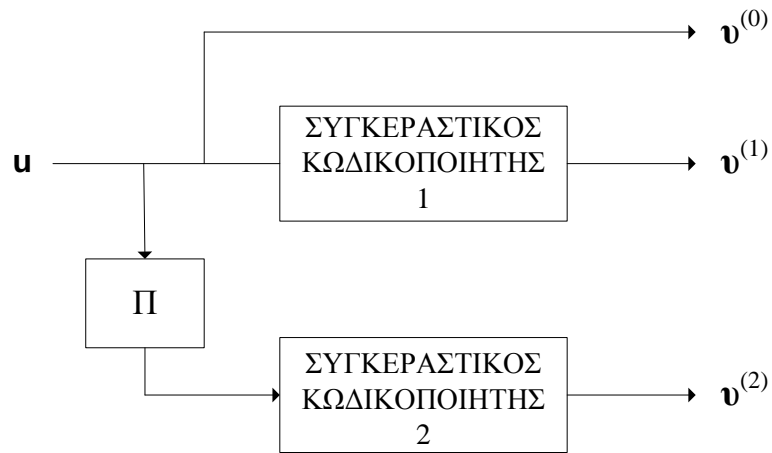 υ(0)
u
ΣΥΓΚΕΡΑΣΤΙΚΟΣ
ΚΩΔΙΚΟΠΟΙΗΤΗΣ
1
υ(1)
Π
ΣΥΓΚΕΡΑΣΤΙΚΟΣ
ΚΩΔΙΚΟΠΟΙΗΤΗΣ
2
υ(2)